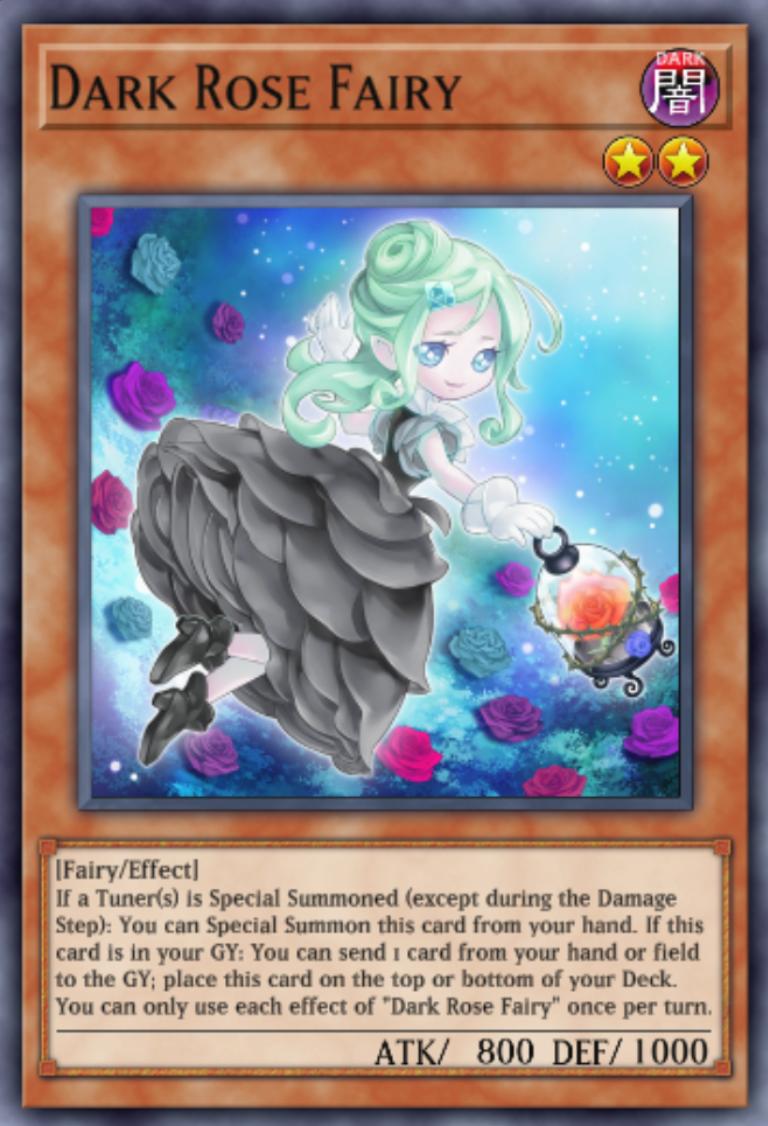 DARK ROSE FAIRY
DARK
闇
[Fairy/Effect]
If a Tuner(s) is Special Summoned (except during the Damage
Step): You can Special Summon this card from your hand. If this
card is in your GY: You can send 1 card from your hand or field
to the GY; place this card on the top or bottom of your Deck.
You can only use each effect of "Dark Rose Fairy" once per turn.
ATK/ 800 DEF/ 1000